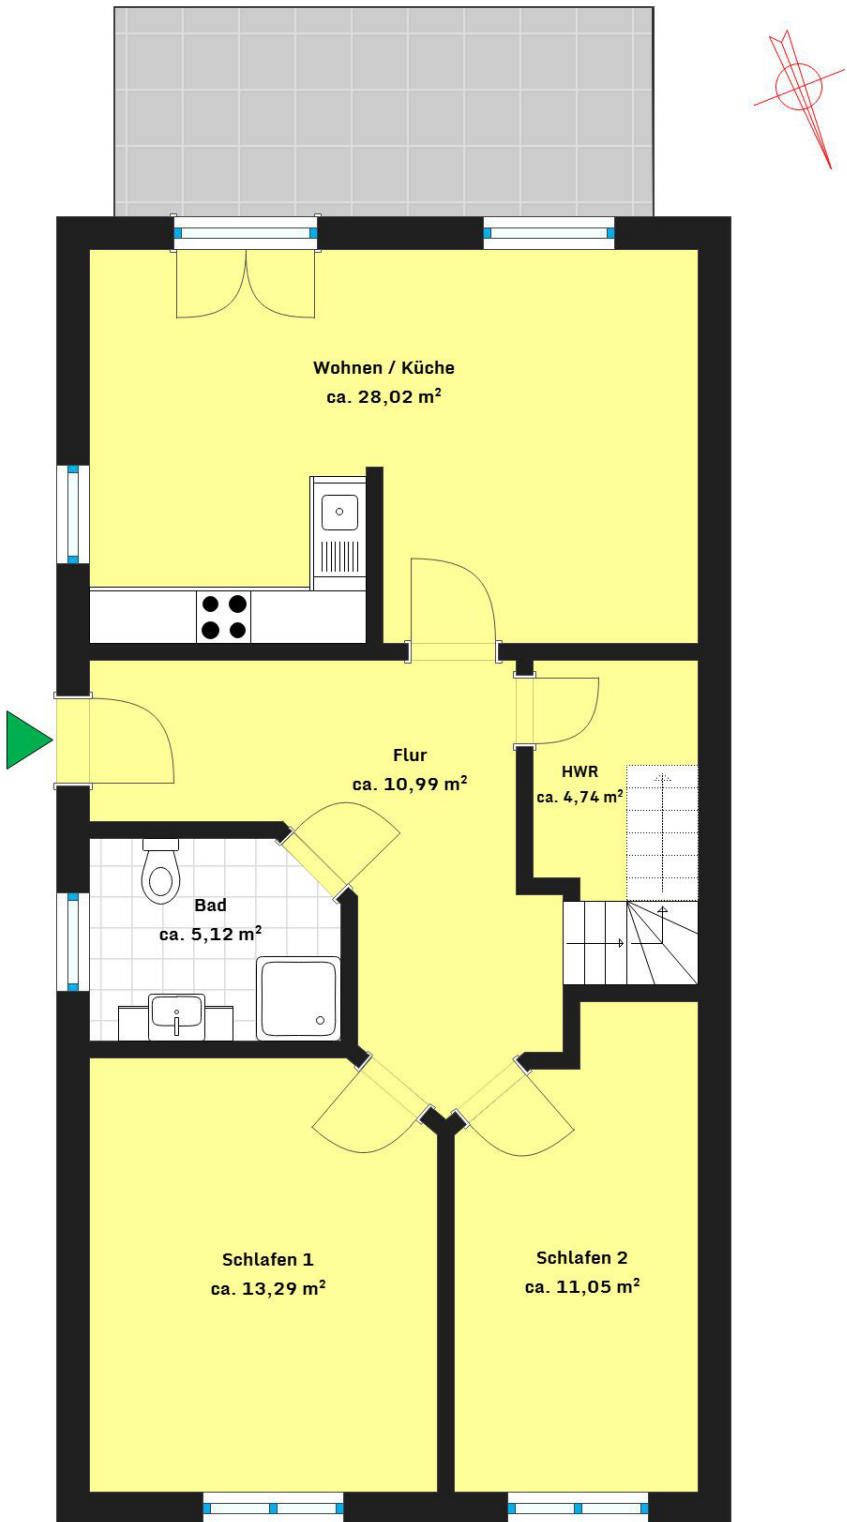 Wohnen / Küche
ca. 28,02 m²
Flur
ca. 10,99 m²
HWR
ca. 4,74 m²
Bad
ca. 5,12 m²
Schlafen 1
ca. 13,29 m²
Schlafen 2
ca. 11,05 m²